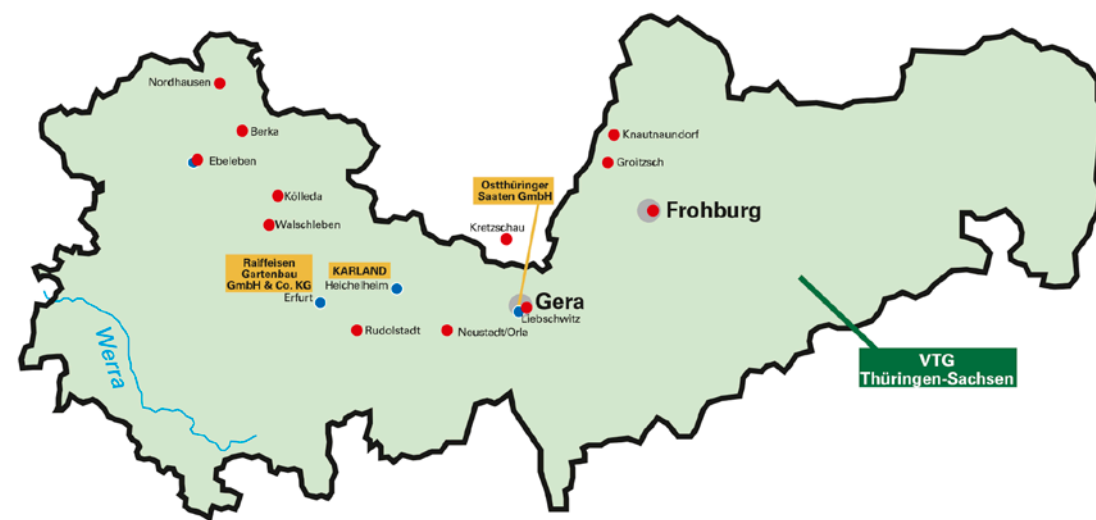 Nordhausen
Berka
Ebeleben
Kölleda
Walschleben
Raiffeisen
Gartenbau
GmbH & Co. KG
Erfurt
KARLAND
Heichelheim
Rudolstadt
Neustadt/Orla
Werra
Kretzschau
Ostthüringer
Saaten GmbH
Gera
Liebschwitz
Knautnaundorf
Groitzsch
Frohburg
VTG
Thüringen-Sachsen